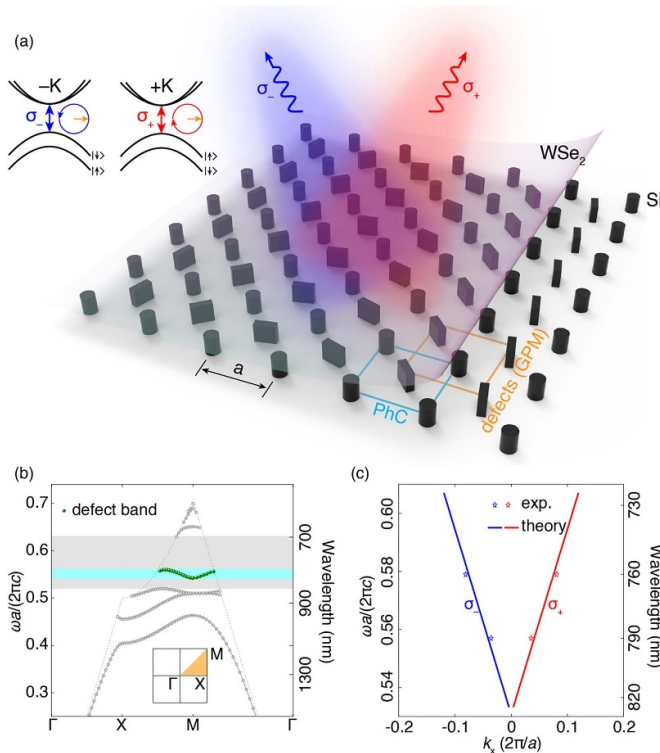 (a)
−K
+K
σ−
σ+
|↓>
|↑>
|↓>
|↑>
σ−
σ+
WSe2
Si
a
PhC
defects (GPM)
(b)
(c)
0.7
0.6
0.5
0.4
0.3
ωa/(2πc)
defect band
700
900
1300
Wavelength (nm)
M
Γ
X
Γ
X
M
Γ
0.60
0.58
0.56
0.54
ωa/(2πc)
exp.
theory
σ−
σ+
730
760
790
820
Wavelength (nm)
-0.2
-0.1
0
0.1
0.2
kx (2π/a)